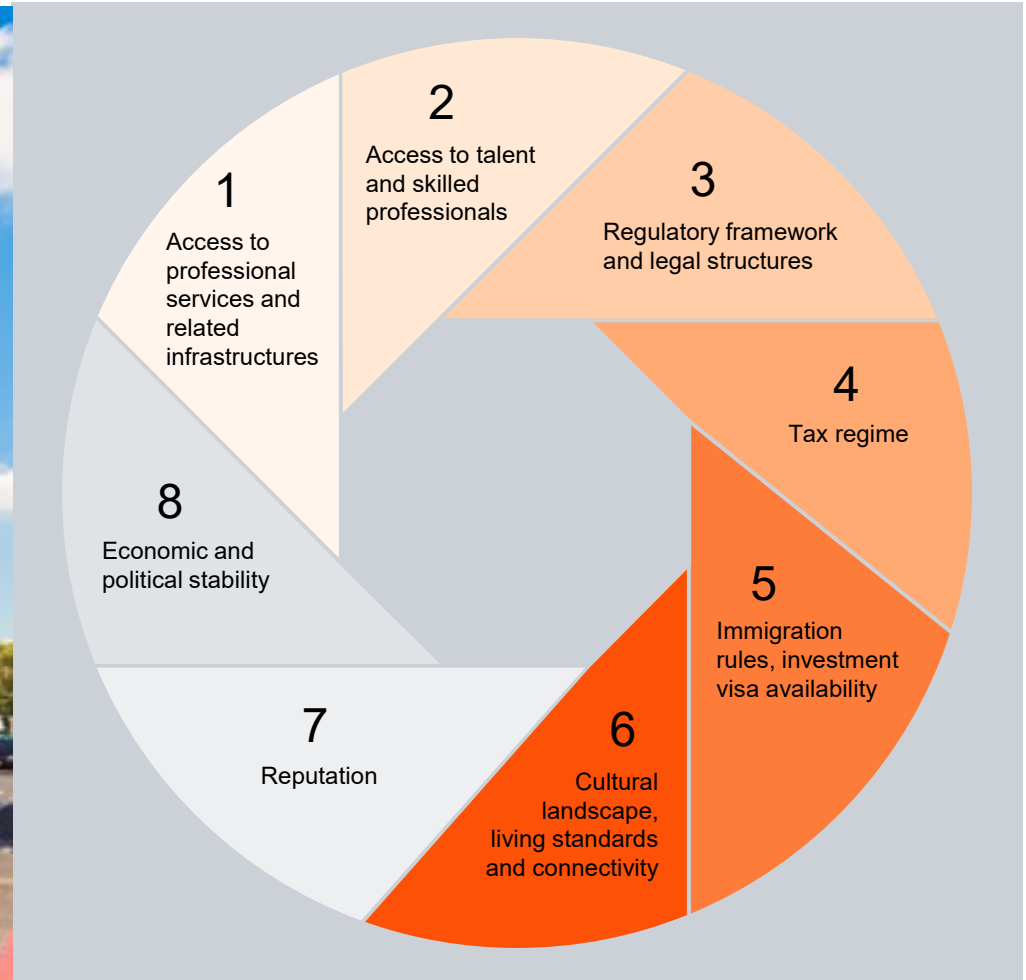 1
Access to
professional
services and
related
infrastructures
2
Access to talent
and skilled
professionals
3
Regulatory framework
and legal structures
4
Tax regime
5
Immigration
rules, investment
visa availability
6
Cultural
landscape,
living standards
and connectivity
7
Reputation
8
Economic and
political stability